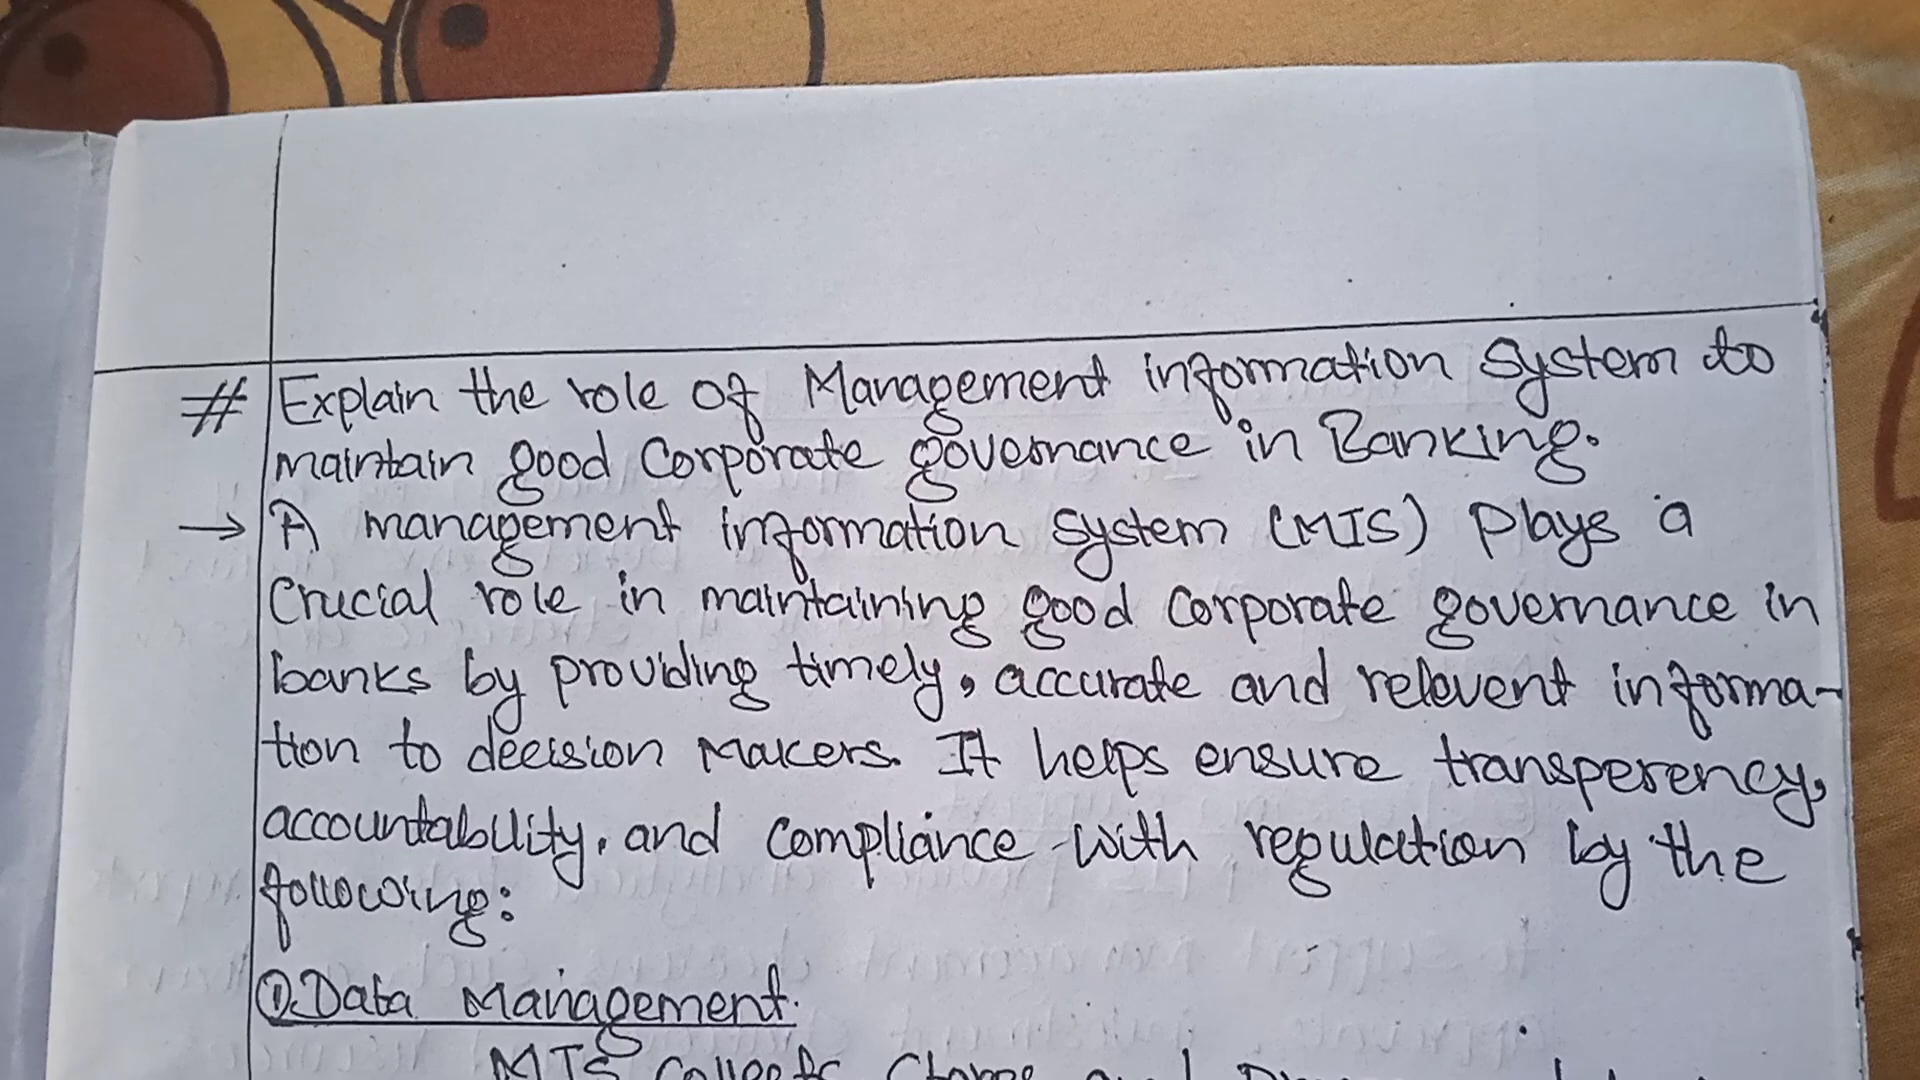 # Explain the role of Management information System to
maintain good Corporate governance in Banking.
→ A management information System (MIS) Plays a
Crucial role in maintaining good Corporate governance in
banks by providing timely, accurate and relevent informa-
tion to decision makers. It helps ensure transperency,
accountability, and compliance with regulation by the
following:
①.Data Management.
MIS Collects